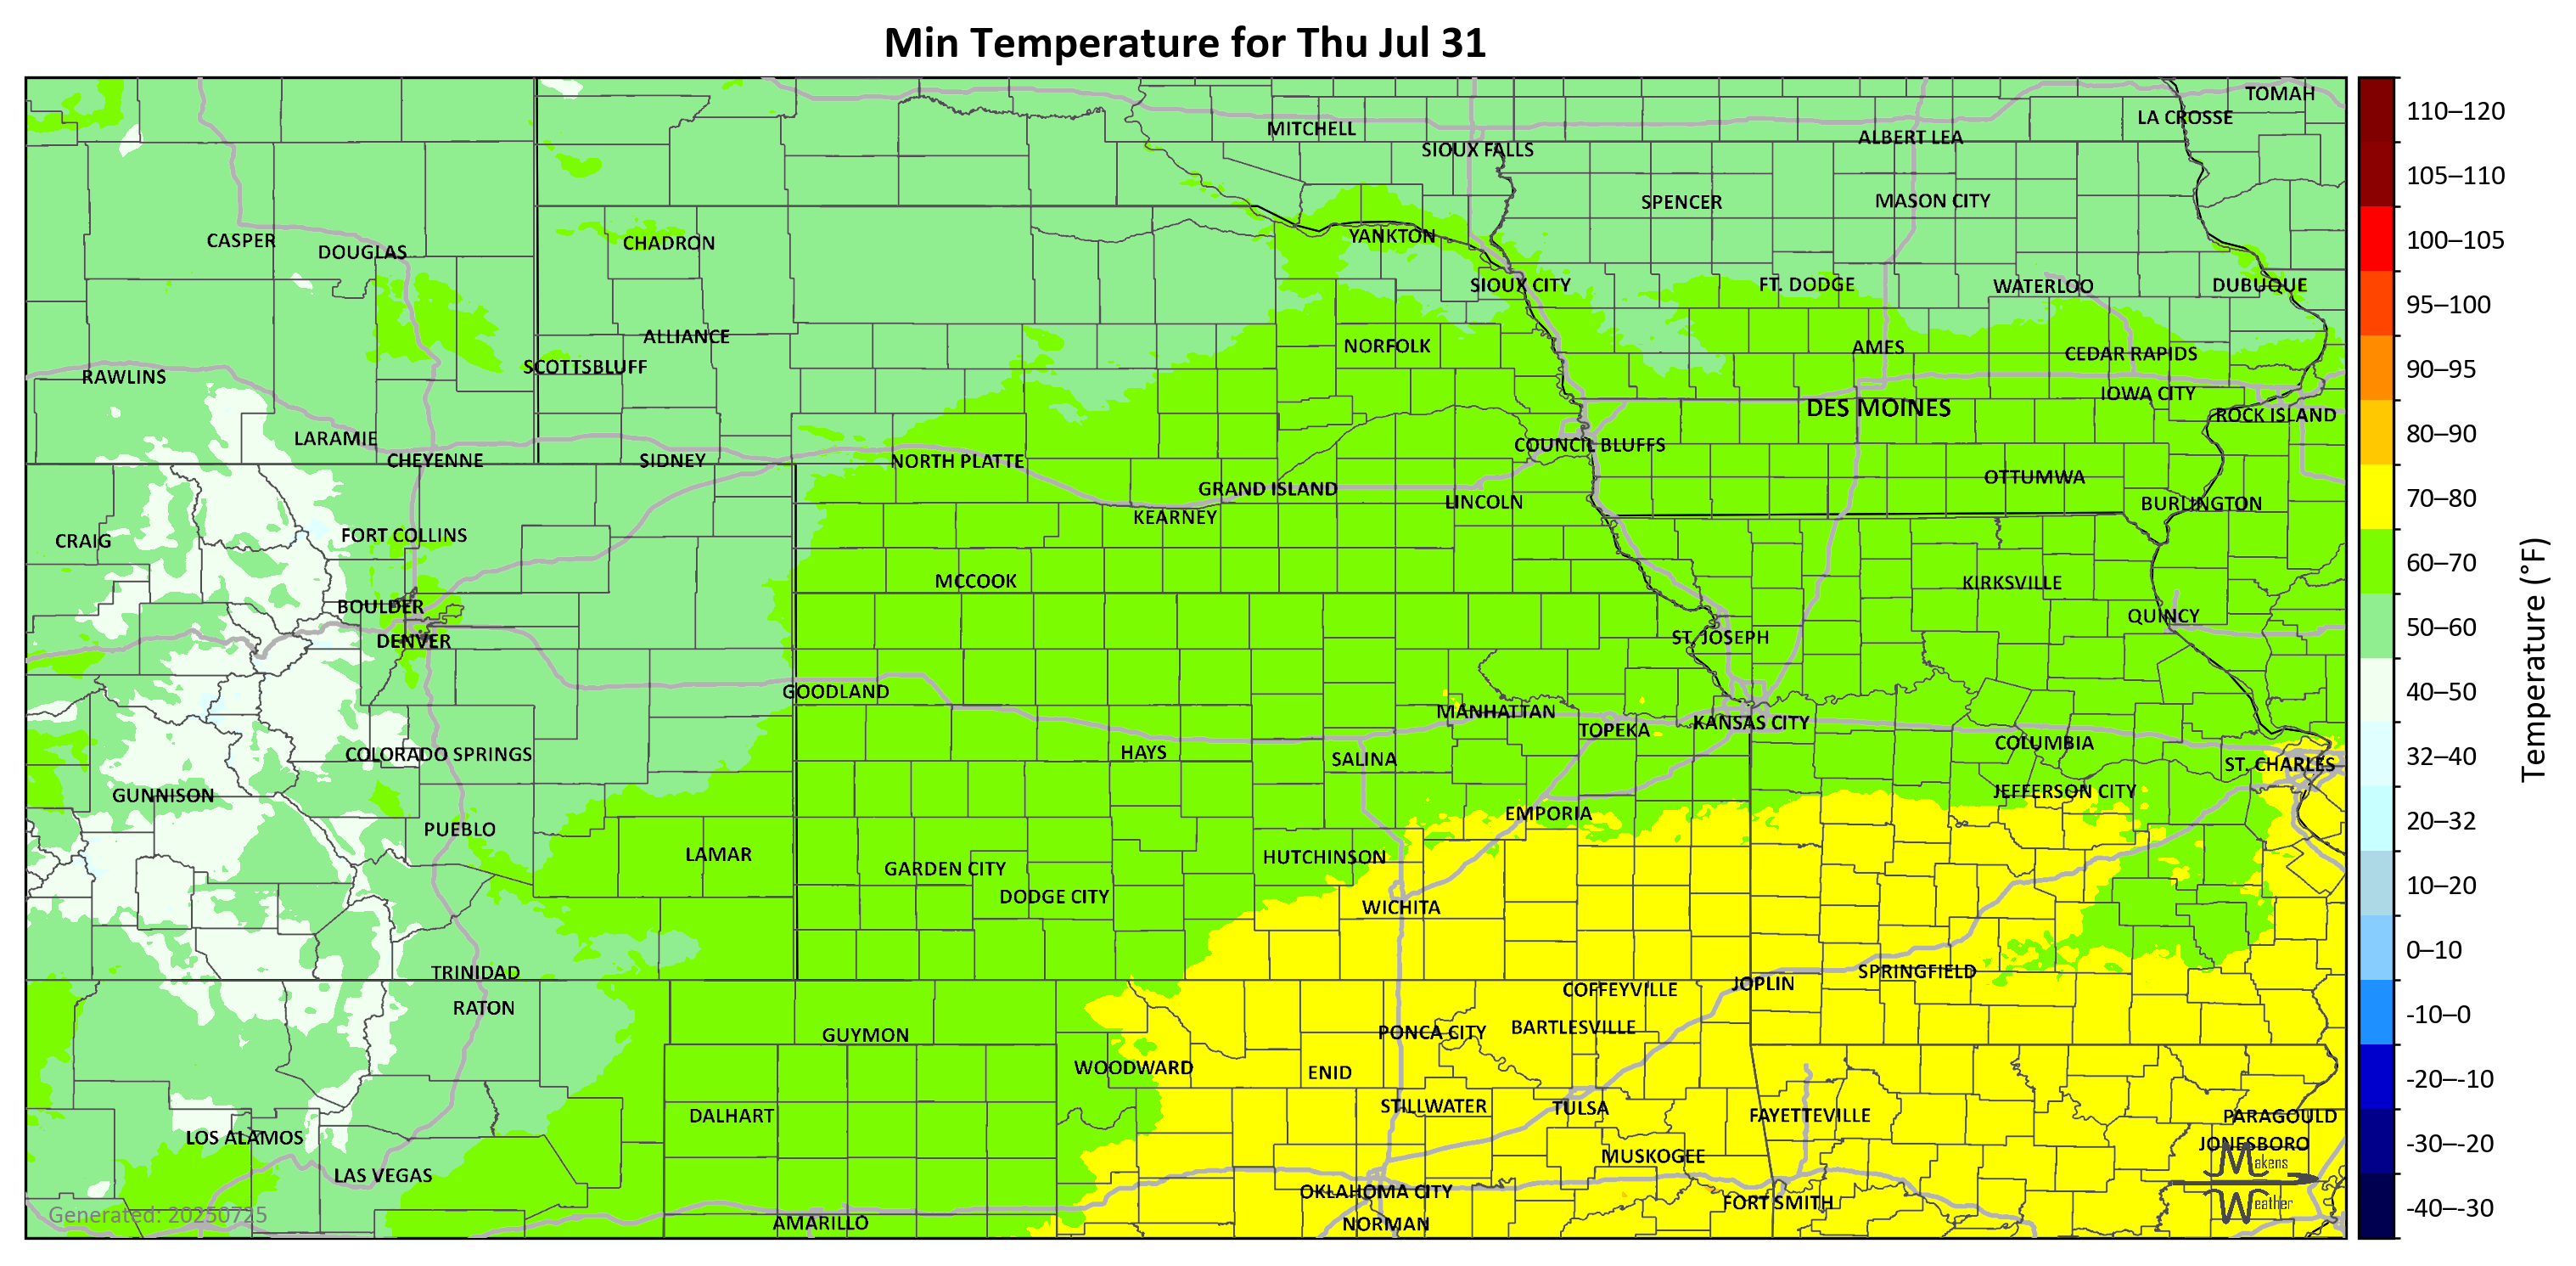 Min Temperature for Thu Jul 31
TOMAH
LA CROSSE
MITCHELL
ALBERT LEA
SIOUX FALLS
SPENCER
MASON CITY
CASPER
DOUGLAS
CHADRON
YANKTON
SIOUX CITY
FT. DODGE
WATERLOO
DUBUQUE
ALLIANCE
NORFOLK
AMES
CEDAR RAPIDS
SCOTTSBLUFF
RAWLINS
IOWA CITY
DES MOINES
ROCK ISLAND
LARAMIE
COUNCIL BLUFFS
CHEYENNE
SIDNEY
NORTH PLATTE
OTTUMWA
GRAND ISLAND
LINCOLN
BURLINGTON
KEARNEY
FORT COLLINS
CRAIG
MCCOOK
KIRKSVILLE
BOULDER
QUINCY
DENVER
ST. JOSEPH
GOODLAND
MANHATTAN
KANSAS CITY
TOPEKA
COLUMBIA
HAYS
COLORADO SPRINGS
SALINA
ST. CHARLES
GUNNISON
JEFFERSON CITY
EMPORIA
PUEBLO
LAMAR
HUTCHINSON
GARDEN CITY
DODGE CITY
WICHITA
TRINIDAD
SPRINGFIELD
JOPLIN
COFFEYVILLE
RATON
BARTLESVILLE
GUYMON
PONCA CITY
WOODWARD
ENID
STILLWATER
TULSA
DALHART
FAYETTEVILLE
PARAGOULD
LOS ALAMOS
JONESBORO
MUSKOGEE
LAS VEGAS
OKLAHOMA CITY
FORT SMITH
AMARILLO
NORMAN
Makens
Weather
Generated: 20250725
110–120
105–110
100–105
95–100
90–95
80–90
70–80
60–70
50–60
40–50
32–40
20–32
10–20
0–10
-10–0
-20–-10
-30–-20
-40–-30
Temperature (°F)